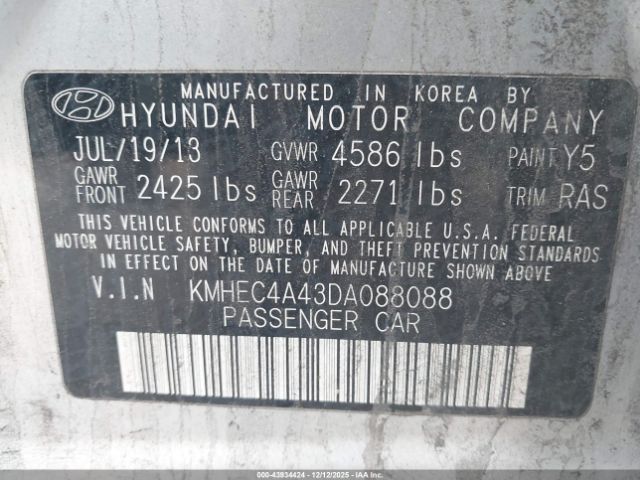 MANUFACTURED IN KOREA BY
HYUNDAI MOTOR COMPANY
JUL/19/13 GVWR 4586 lbs PAINT Y5
GAWR FRONT 2425 lbs GAWR REAR 2271 lbs TRIM RAS
THIS VEHICLE CONFORMS TO ALL APPLICABLE U.S.A. FEDERAL
MOTOR VEHICLE SAFETY, BUMPER, AND THEFT PREVENTION STANDARDS
IN EFFECT ON THE DATE OF MANUFACTURE SHOWN ABOVE
V.I.N KMHEC4A43DA088088
PASSENGER CAR
000-43934424 - 12/12/2025 - IAAI.COM